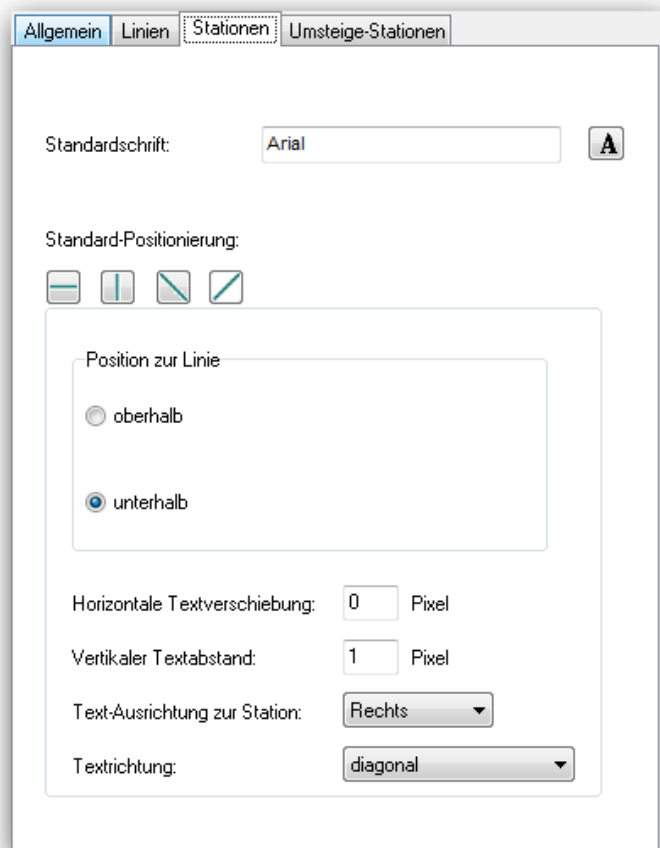 Allgemein Linien Stationen Umsteige-Stationen
Standardschrift: Arial A
Standard-Positionierung:
Position zur Linie
oberhalb
unterhalb
Horizontale Textverschiebung: 0 Pixel
Vertikaler Textabstand: 1 Pixel
Text-Ausrichtung zur Station: Rechts
Textrichtung: diagonal